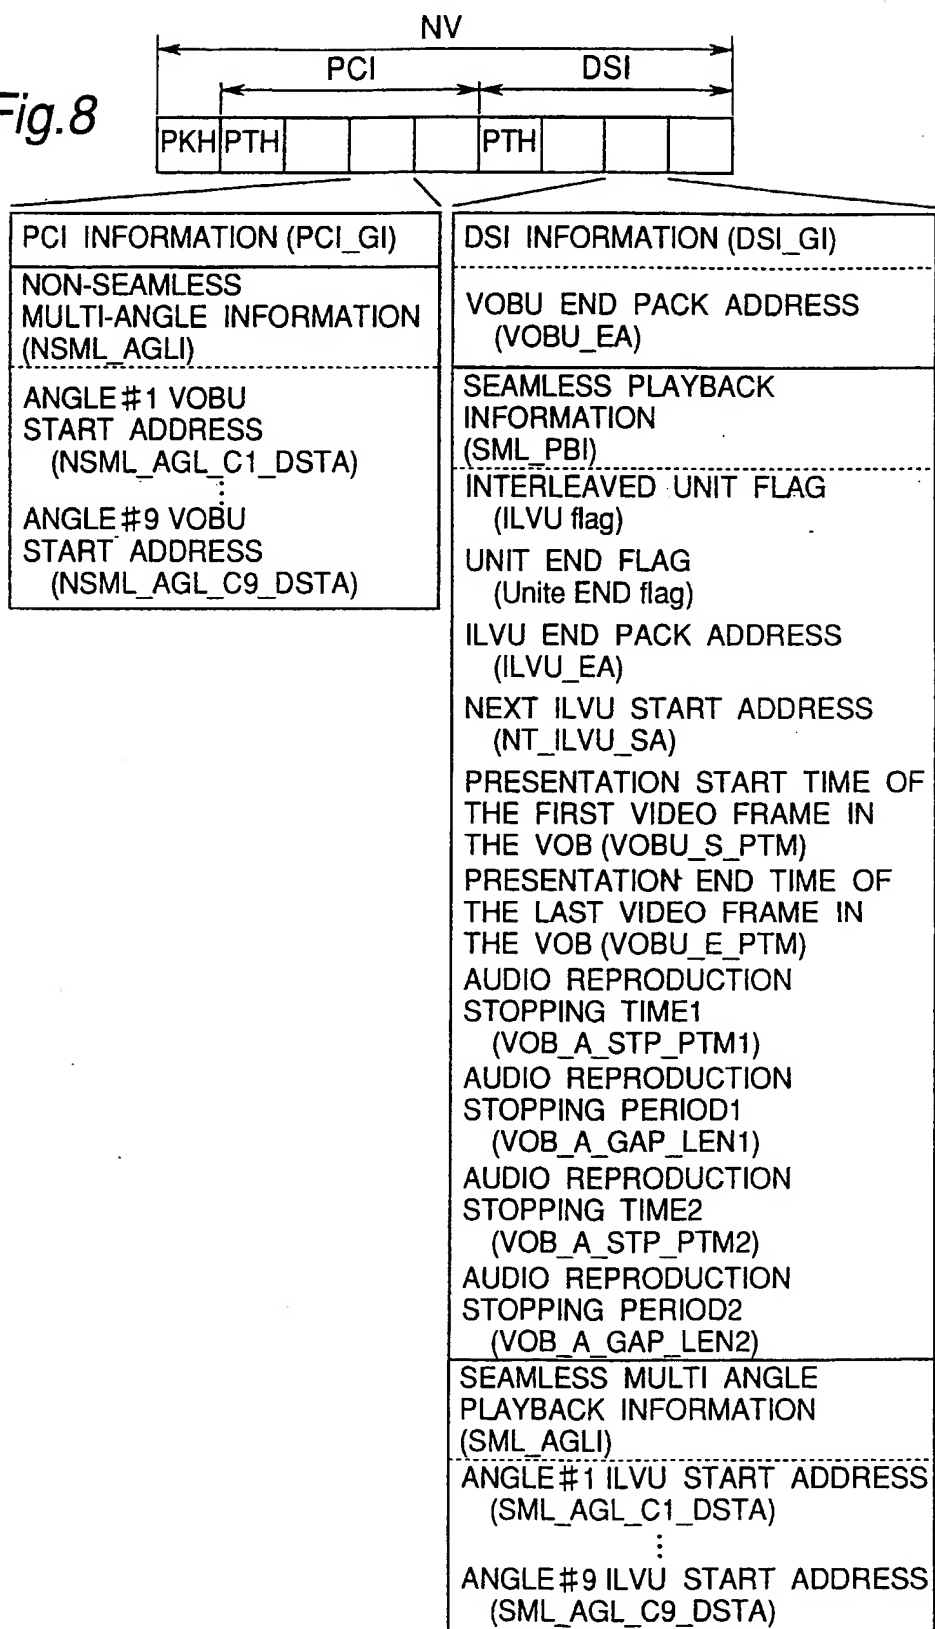 NV
PCI DSI
Fig.8
PKH PTH PTH
PCI INFORMATION (PCI_GI)
NON-SEAMLESS
MULTI-ANGLE INFORMATION
(NSML_AGLI)
ANGLE#1 VOBU
START ADDRESS
(NSML_AGL_C1_DSTA)
⋮
ANGLE#9 VOBU
START ADDRESS
(NSML_AGL_C9_DSTA)
DSI INFORMATION (DSI_GI)
VOBU END PACK ADDRESS
(VOBU_EA)
SEAMLESS PLAYBACK
INFORMATION
(SML_PBI)
INTERLEAVED UNIT FLAG
(ILVU flag)
UNIT END FLAG
(Unite END flag)
ILVU END PACK ADDRESS
(ILVU_EA)
NEXT ILVU START ADDRESS
(NT_ILVU_SA)
PRESENTATION START TIME OF
THE FIRST VIDEO FRAME IN
THE VOB (VOBU_S_PTM)
PRESENTATION END TIME OF
THE LAST VIDEO FRAME IN
THE VOB (VOBU_E_PTM)
AUDIO REPRODUCTION
STOPPING TIME1
(VOB_A_STP_PTM1)
AUDIO REPRODUCTION
STOPPING PERIOD1
(VOB_A_GAP_LEN1)
AUDIO REPRODUCTION
STOPPING TIME2
(VOB_A_STP_PTM2)
AUDIO REPRODUCTION
STOPPING PERIOD2
(VOB_A_GAP_LEN2)
SEAMLESS MULTI ANGLE
PLAYBACK INFORMATION
(SML_AGLI)
ANGLE#1 ILVU START ADDRESS
(SML_AGL_C1_DSTA)
⋮
ANGLE#9 ILVU START ADDRESS
(SML_AGL_C9_DSTA)